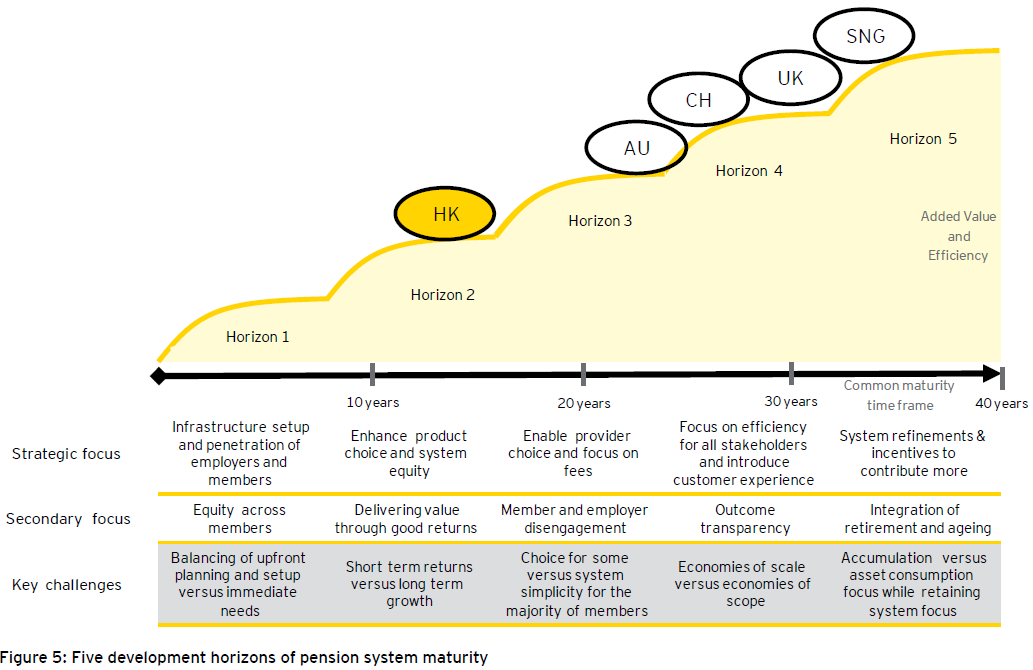 SNG
UK
CH
AU
HK
Horizon 5
Horizon 4
Horizon 3
Horizon 2
Horizon 1
Added Value
and
Efficiency
10 years
20 years
30 years
Common maturity
time frame
40 years
Strategic focus
Infrastructure setup
and penetration of
employers and
members
Enhance product
choice and system
equity
Enable provider
choice and focus on
fees
Focus on efficiency
for all stakeholders
and introduce
customer experience
System refinements &
incentives to
contribute more
Secondary focus
Equity across
members
Delivering value
through good returns
Member and employer
disengagement
Outcome
transparency
Integration of
retirement and ageing
Key challenges
Balancing of upfront
planning and setup
versus immediate
needs
Short term returns
versus long term
growth
Choice for some
versus system
simplicity for the
majority of members
Economies of scale
versus economies of
scope
Accumulation versus
asset consumption
focus while retaining
system focus
Figure 5: Five development horizons of pension system maturity